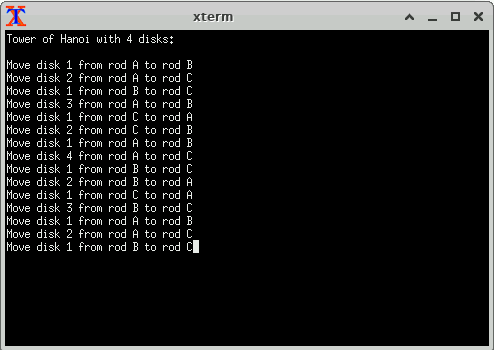 xterm
Tower of Hanoi with 4 disks:
Move disk 1 from rod A to rod B
Move disk 2 from rod A to rod C
Move disk 1 from rod B to rod C
Move disk 3 from rod A to rod B
Move disk 1 from rod C to rod A
Move disk 2 from rod C to rod B
Move disk 1 from rod A to rod B
Move disk 4 from rod A to rod C
Move disk 1 from rod B to rod C
Move disk 2 from rod B to rod A
Move disk 1 from rod C to rod A
Move disk 3 from rod B to rod C
Move disk 1 from rod A to rod B
Move disk 2 from rod A to rod C
Move disk 1 from rod B to rod C